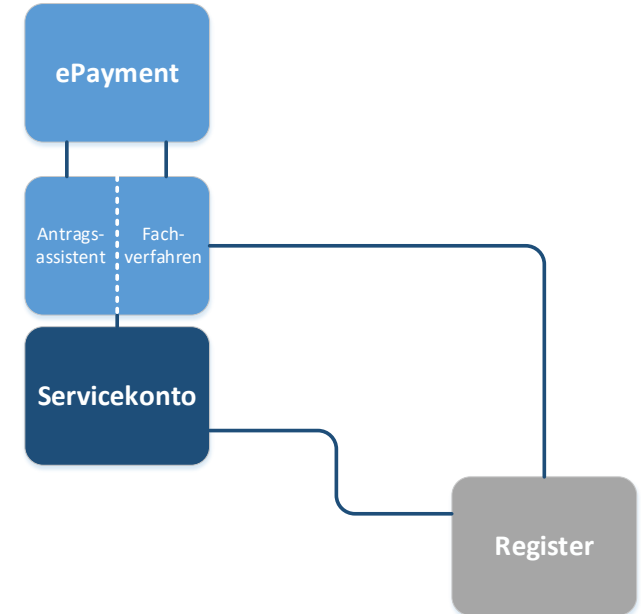 ePayment
Antrags-
assistent
Fach-
verfahren
Servicekonto
Register